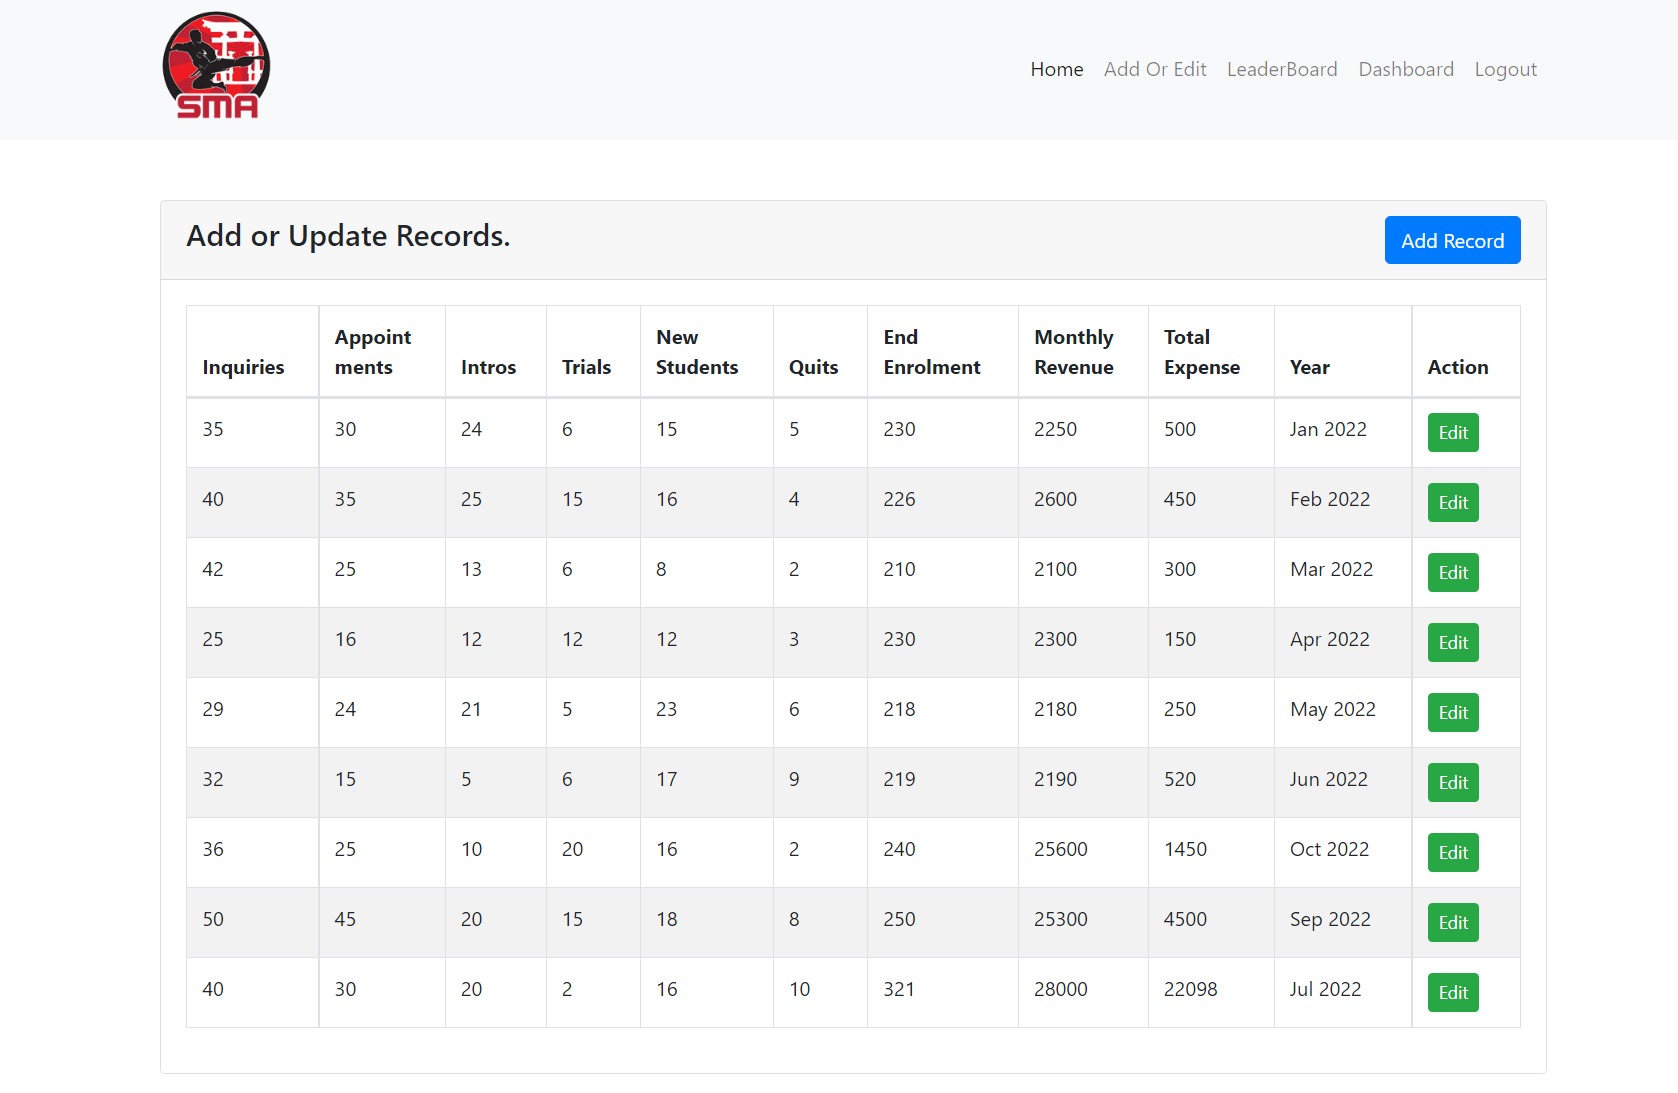 SMA
Home Add Or Edit LeaderBoard Dashboard Logout
Add or Update Records.
Add Record
Inquiries Appoint ments Intros Trials New Students Quits End Enrolment Monthly Revenue Total Expense Year Action
35 30 24 6 15 5 230 2250 500 Jan 2022 Edit
40 35 25 15 16 4 226 2600 450 Feb 2022 Edit
42 25 13 6 8 2 210 2100 300 Mar 2022 Edit
25 16 12 12 12 3 230 2300 150 Apr 2022 Edit
29 24 21 5 23 6 218 2180 250 May 2022 Edit
32 15 5 6 17 9 219 2190 520 Jun 2022 Edit
36 25 10 20 16 2 240 25600 1450 Oct 2022 Edit
50 45 20 15 18 8 250 25300 4500 Sep 2022 Edit
40 30 20 2 16 10 321 28000 22098 Jul 2022 Edit